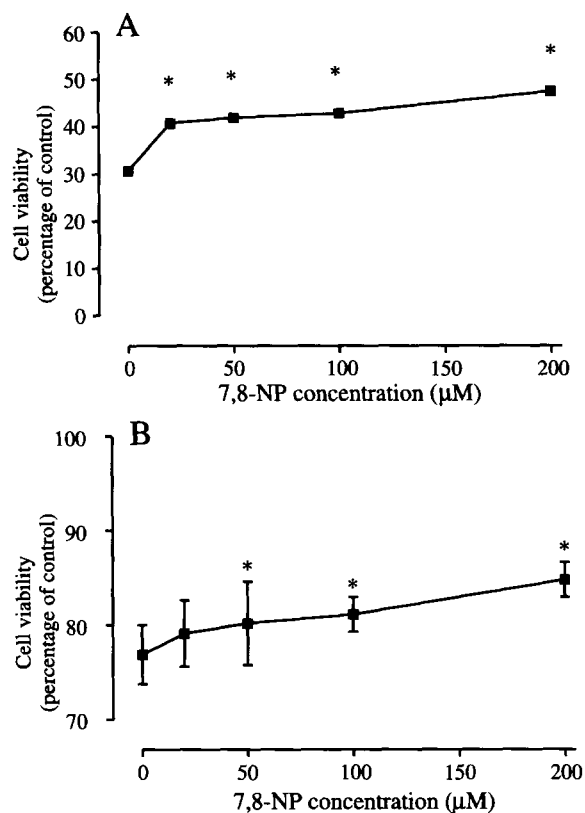 A
60
50
40
30
20
10
0
Cell viability
(percentage of control)
* * * *
0 50 100 150 200
7,8-NP concentration (μM)
B
100
90
80
70
Cell viability
(percentage of control)
* * *
0 50 100 150 200
7,8-NP concentration (μM)